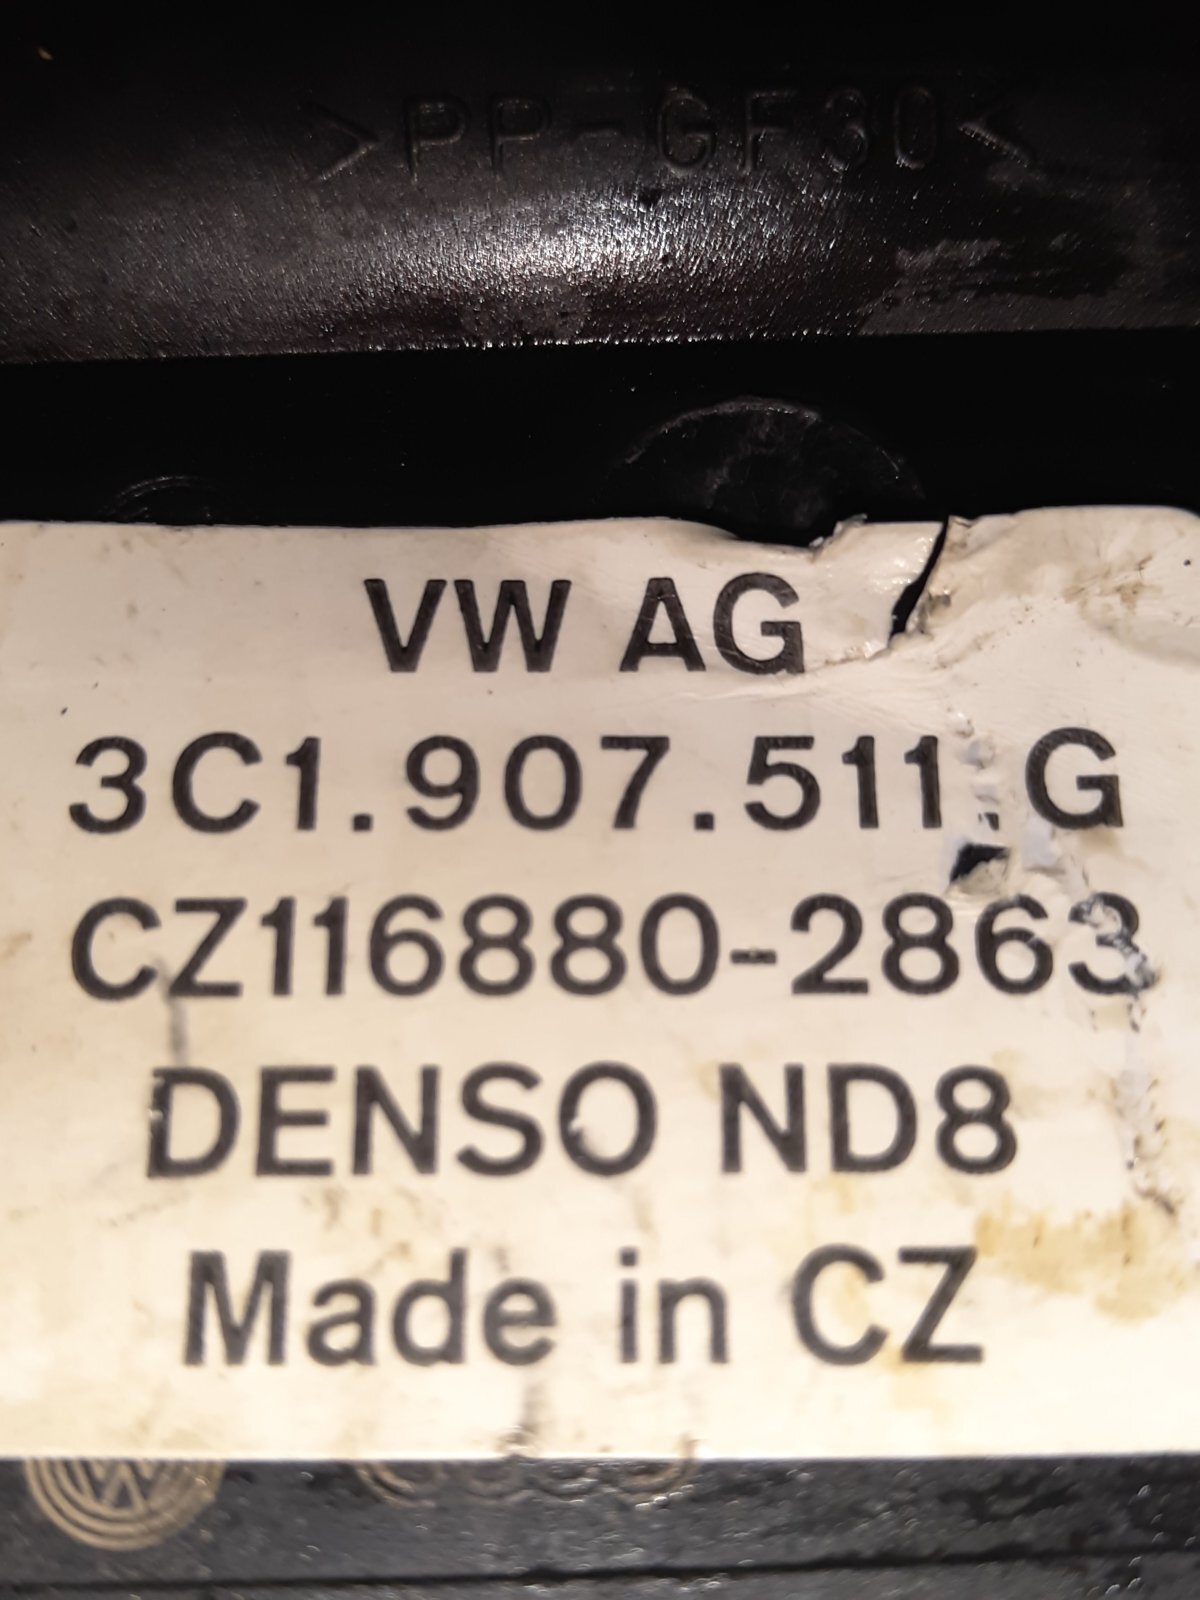 >PP-GF30<
VW AG
3C1.907.511.G
CZ116880-2863
DENSO ND8
Made in CZ